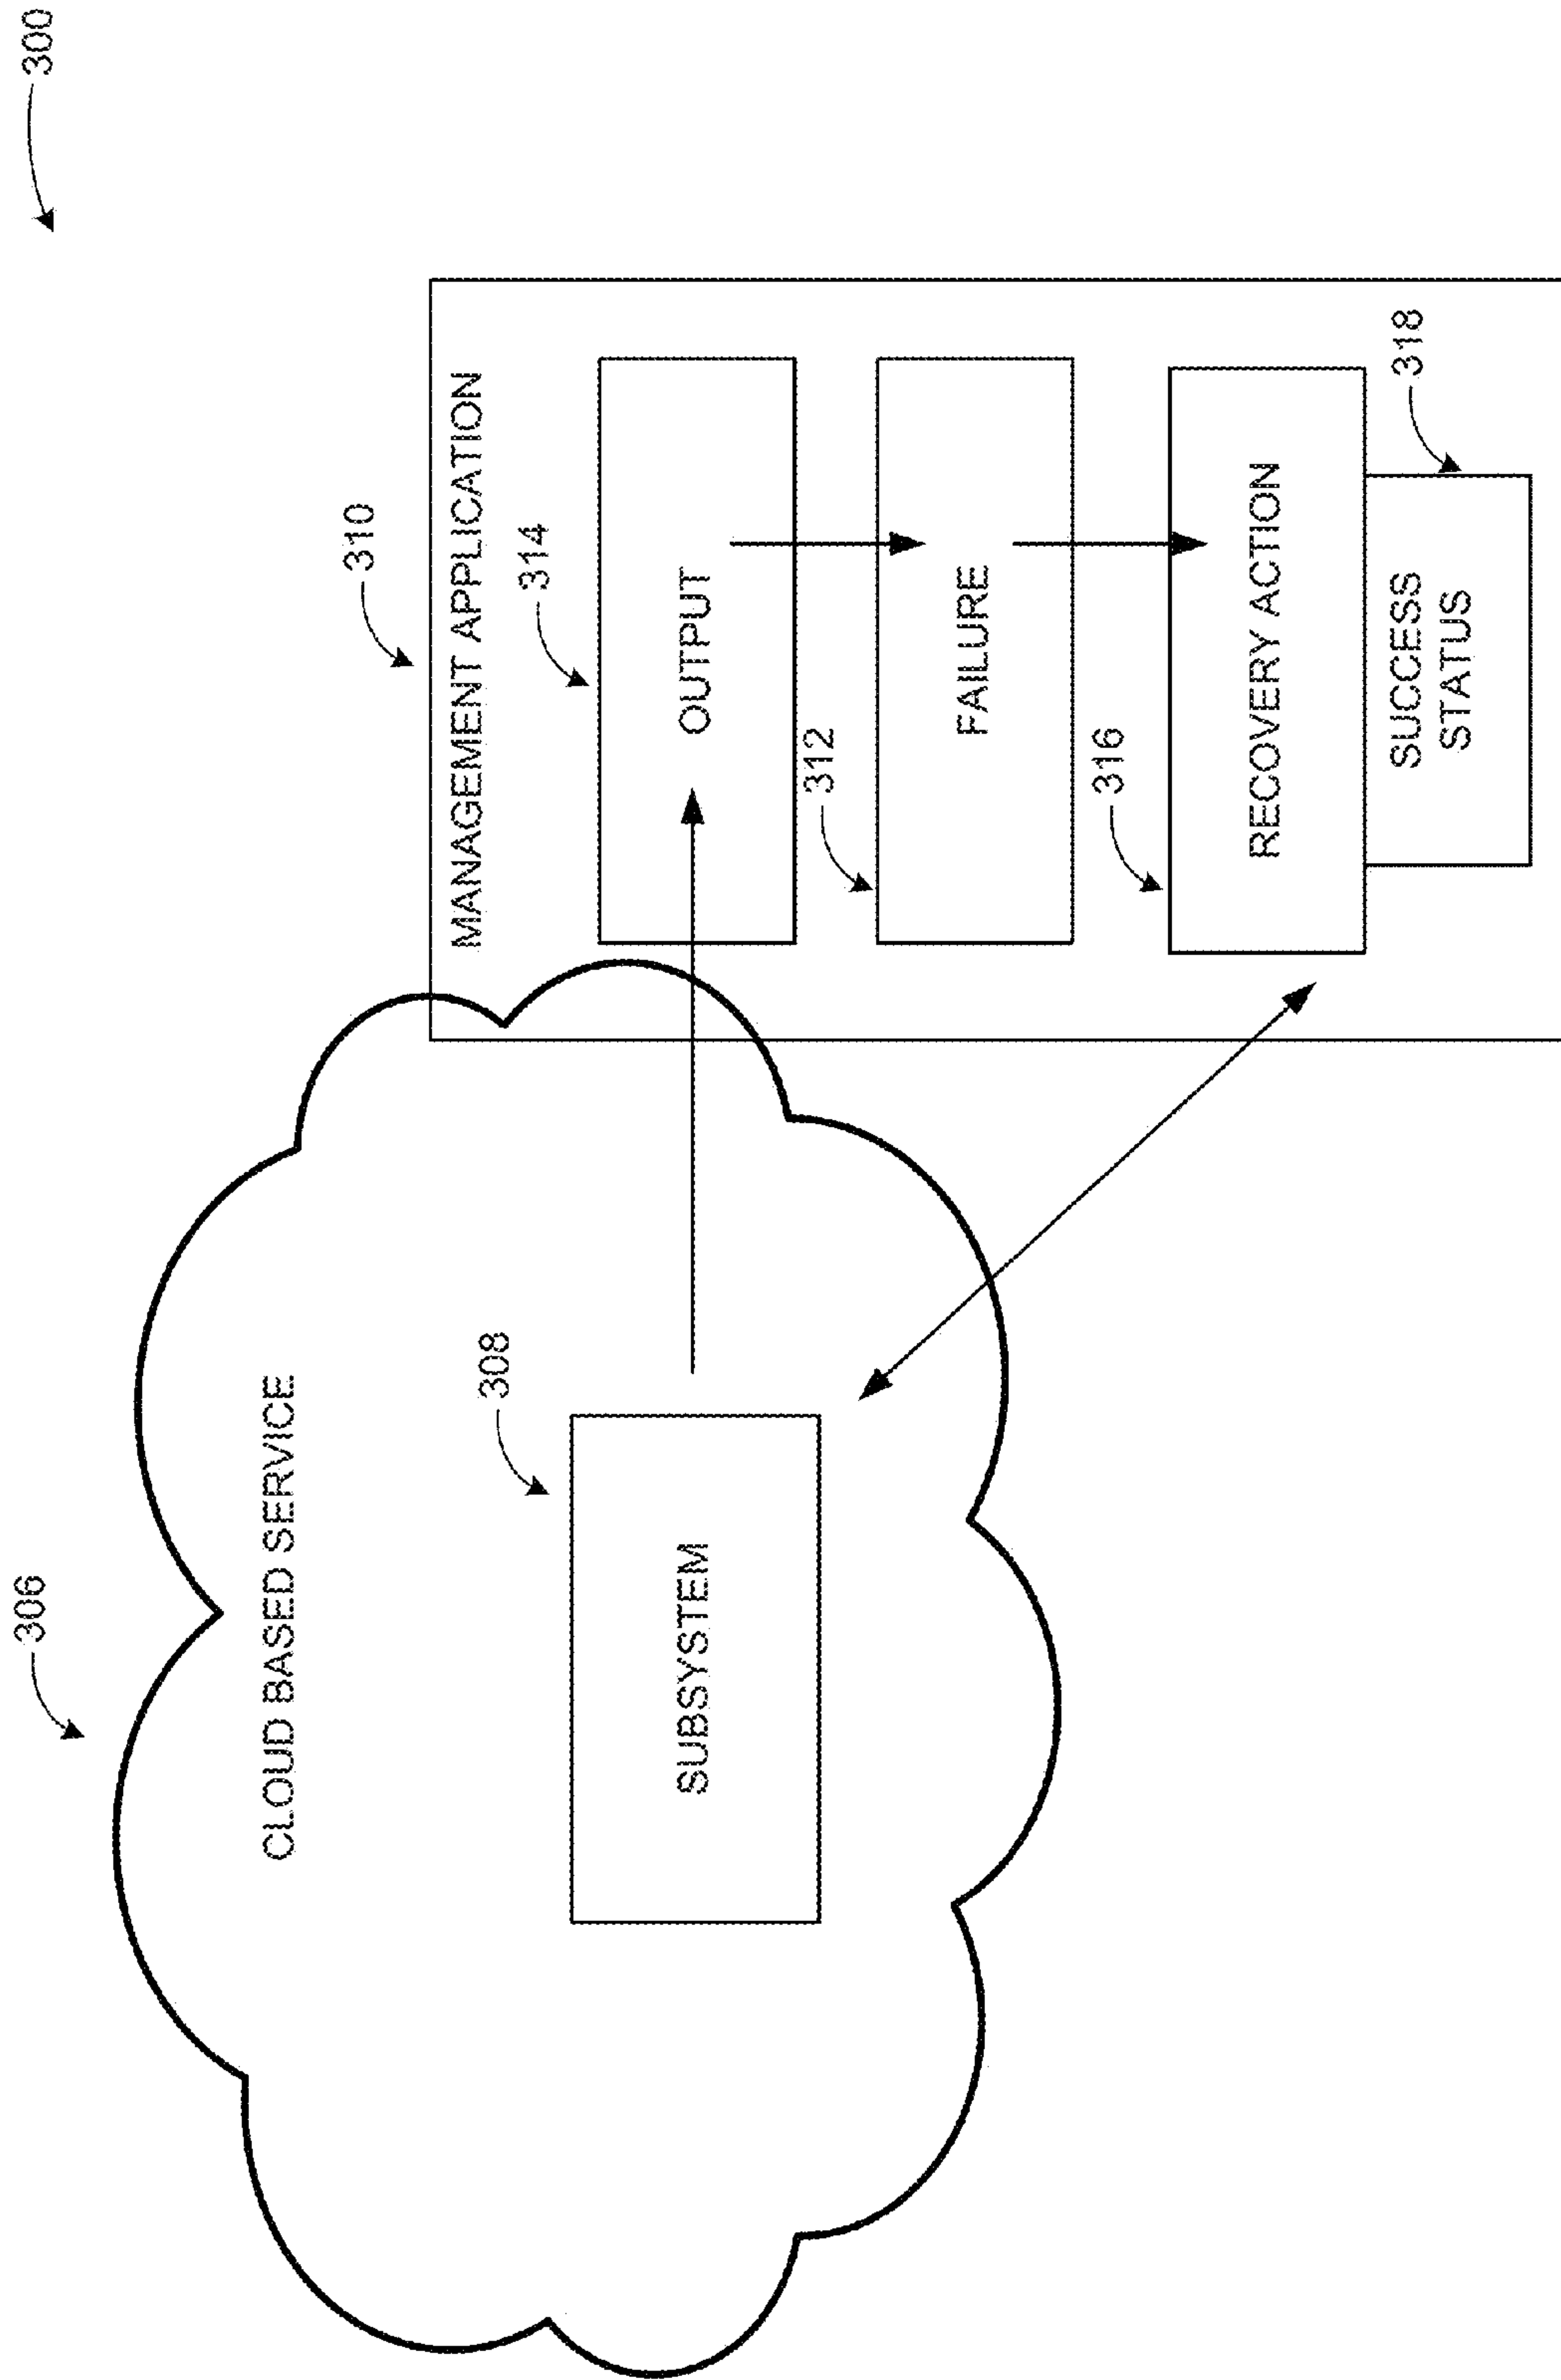 300
306
CLOUD BASED SERVICE
308
SUBSYSTEM
310
MANAGEMENT APPLICATION
314
OUTPUT
312
FAILURE
316
RECOVERY ACTION
318
SUCCESS
STATUS